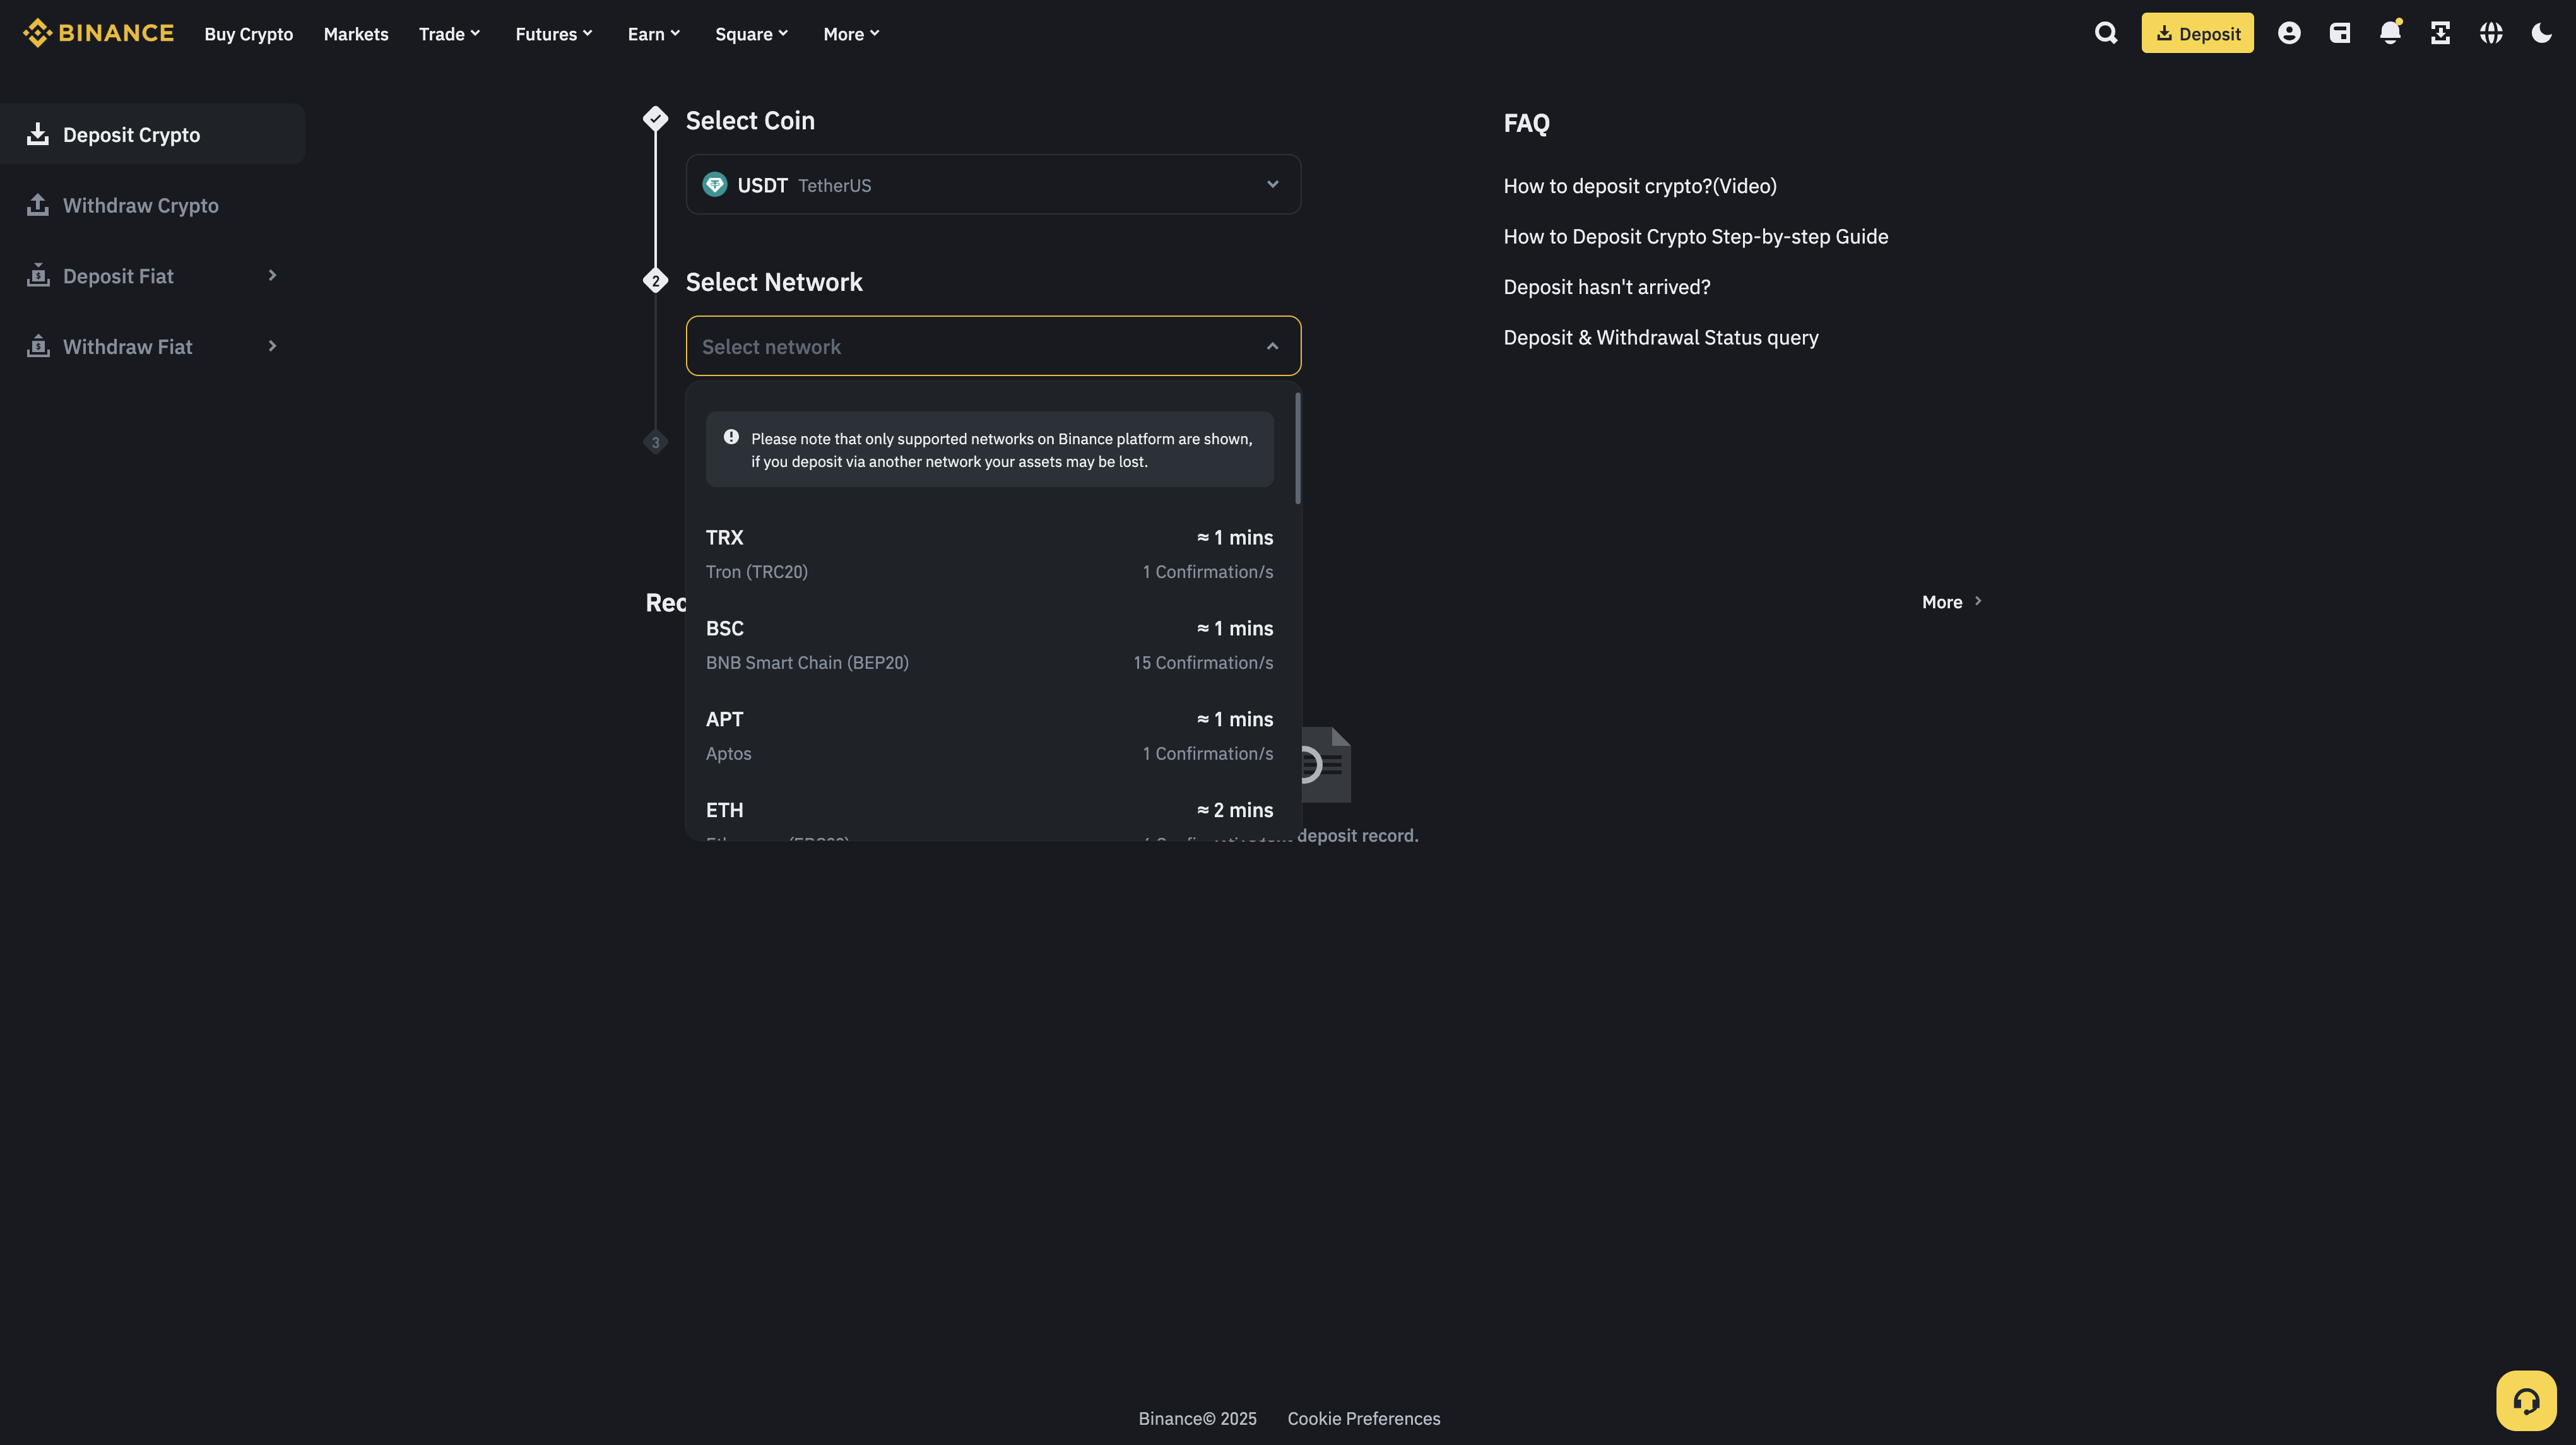 BINANCE
Buy Crypto
Markets
Trade
Futures
Earn
Square
More
Deposit
Deposit Crypto
Withdraw Crypto
Deposit Fiat
Withdraw Fiat
Select Coin
USDT TetherUS
2
Select Network
Select network
3
Please note that only supported networks on Binance platform are shown,
if you deposit via another network your assets may be lost.
TRX ≈ 1 mins
Tron (TRC20) 1 Confirmation/s
BSC ≈ 1 mins
BNB Smart Chain (BEP20) 15 Confirmation/s
APT ≈ 1 mins
Aptos 1 Confirmation/s
ETH ≈ 2 mins
Rec
More
deposit record.
FAQ
How to deposit crypto?(Video)
How to Deposit Crypto Step-by-step Guide
Deposit hasn't arrived?
Deposit & Withdrawal Status query
Binance© 2025
Cookie Preferences